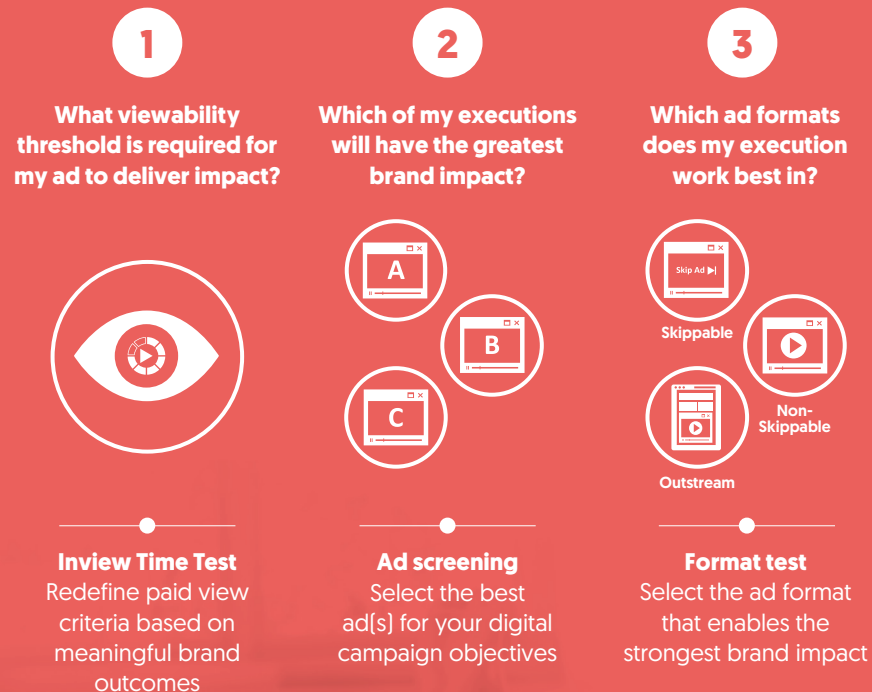 1
What viewability
threshold is required for
my ad to deliver impact?
Inview Time Test
Redefine paid view
criteria based on
meaningful brand
outcomes
2
Which of my executions
will have the greatest
brand impact?
A
B
C
Ad screening
Select the best
ad(s) for your digital
campaign objectives
3
Which ad formats
does my execution
work best in?
Skip Ad
Skippable
Non-
Skippable
Outstream
Format test
Select the ad format
that enables the
strongest brand impact